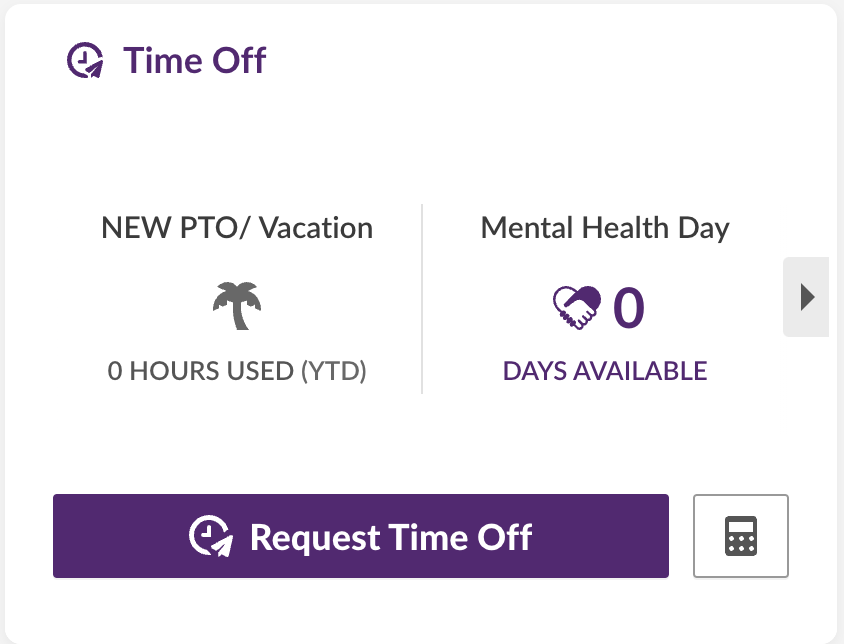 Time Off
NEW PTO/ Vacation
0 HOURS USED (YTD)
Mental Health Day
0
DAYS AVAILABLE
Request Time Off